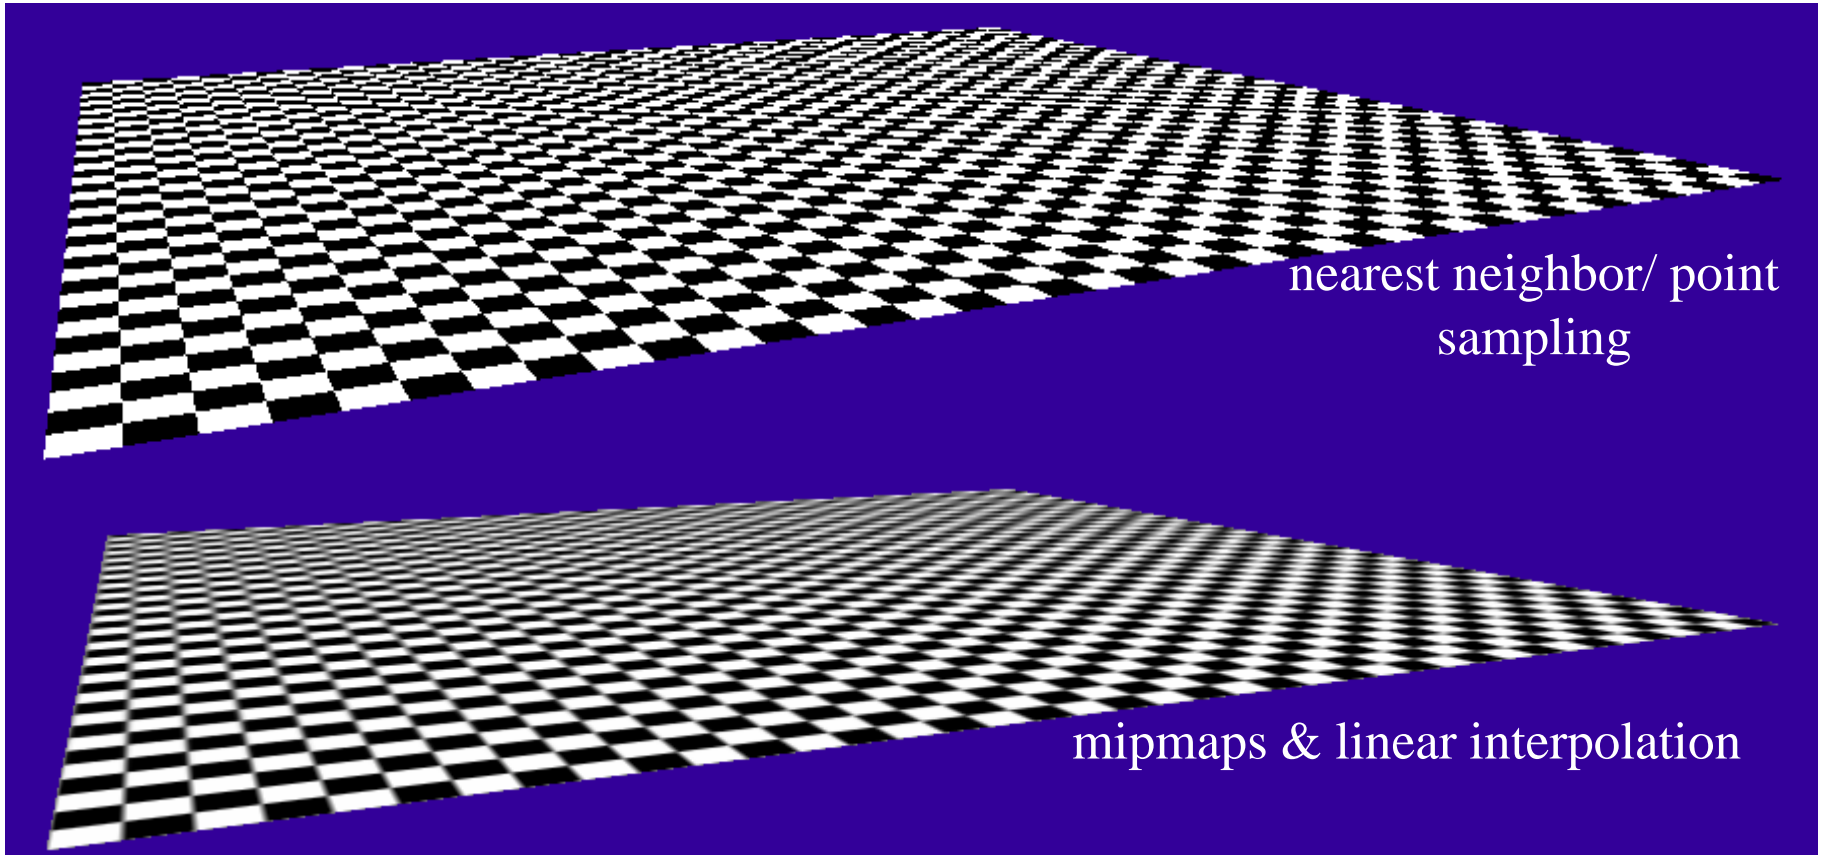 nearest neighbor/ point
sampling
mipmaps & linear interpolation